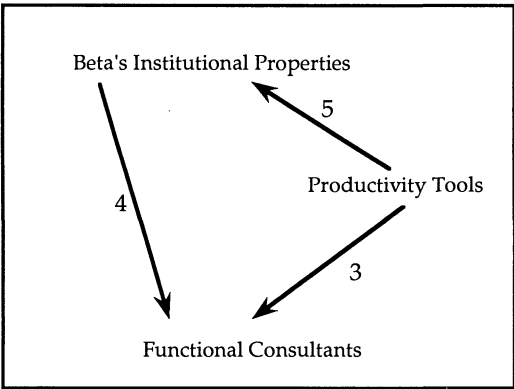 Beta's Institutional Properties
5
Productivity Tools
4
3
Functional Consultants